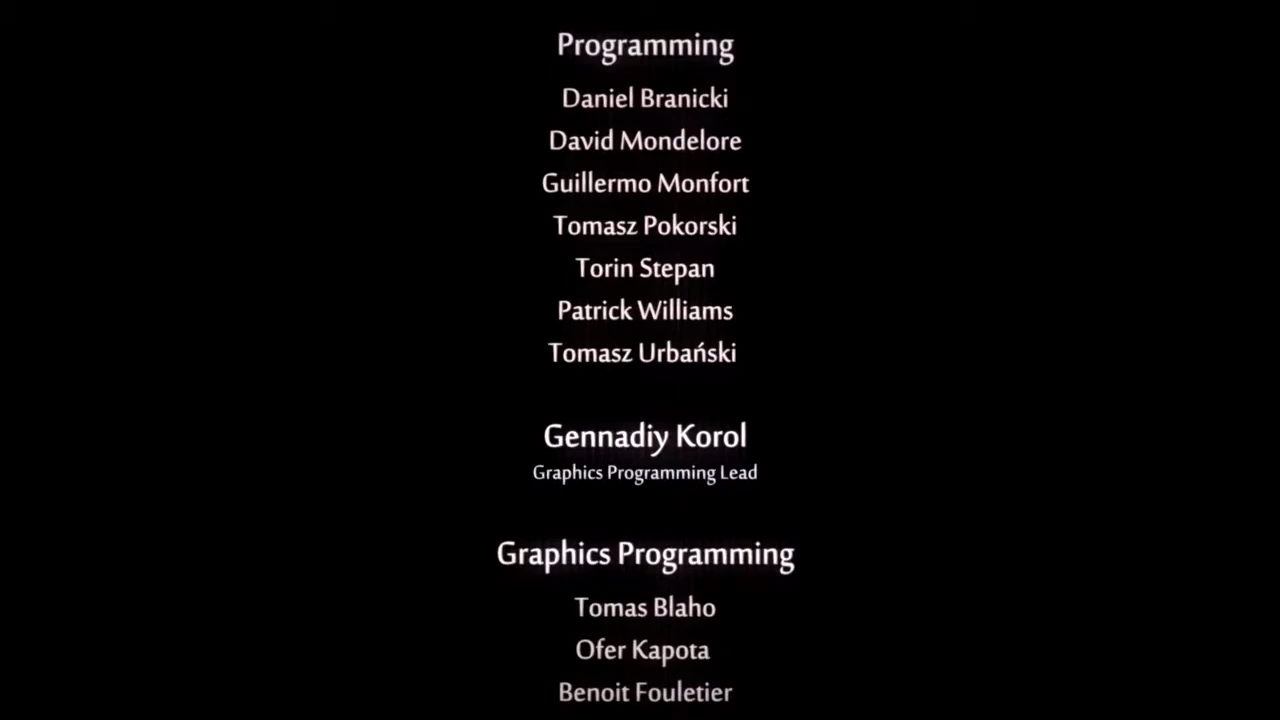 Programming
Daniel Branicki
David Mondelore
Guillermo Monfort
Tomasz Pokorski
Torin Stepan
Patrick Williams
Tomasz Urbański
Gennadiy Korol
Graphics Programming Lead
Graphics Programming
Tomas Blaho
Ofer Kapota
Benoit Fouletier